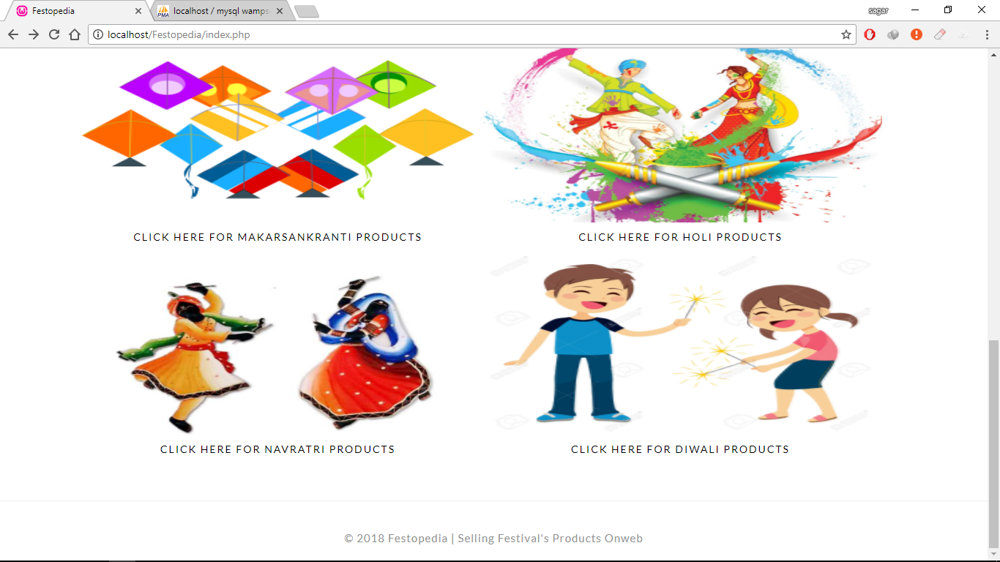 Festopedia
localhost / mysql wamps
sagar
localhost/Festopedia/index.php
CLICK HERE FOR MAKARSANKRANTI PRODUCTS
CLICK HERE FOR HOLI PRODUCTS
CLICK HERE FOR NAVRATRI PRODUCTS
CLICK HERE FOR DIWALI PRODUCTS
© 2018 Festopedia | Selling Festival's Products Onweb